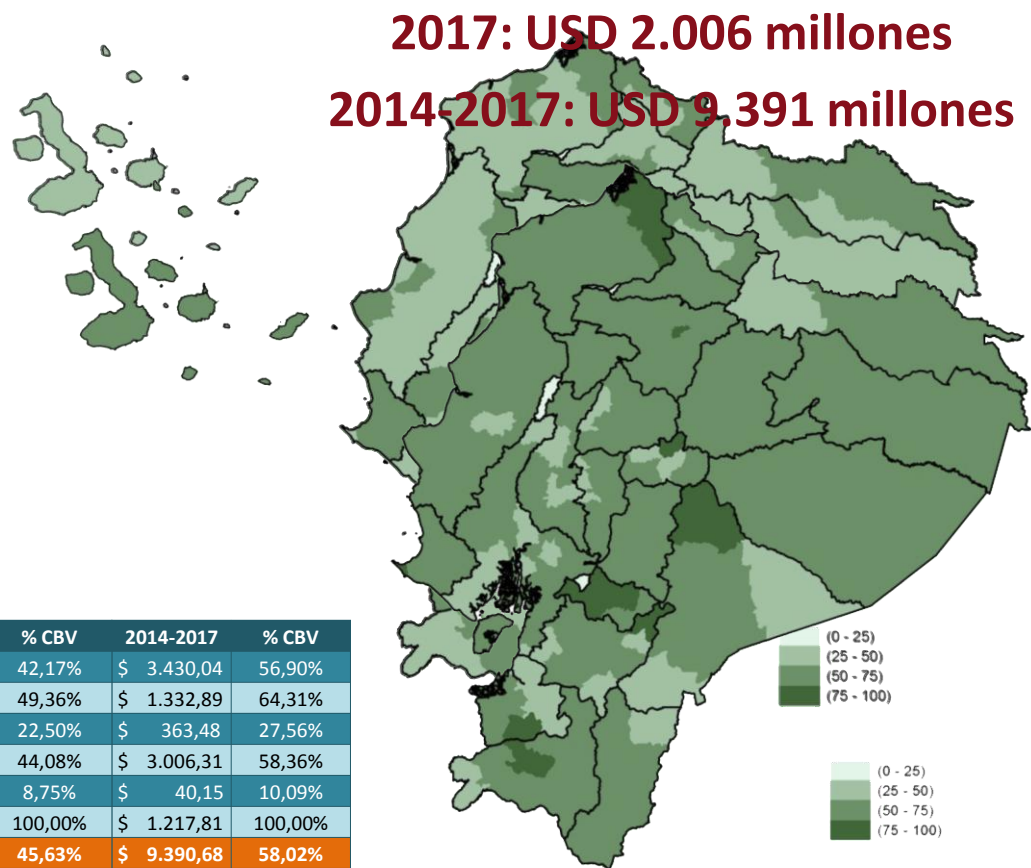 2017: USD 2.006 millones
2014-2017: USD 9.391 millones
% CBV 2014-2017 % CBV
42,17% $ 3.430,04 56,90%
49,36% $ 1.332,89 64,31%
22,50% $ 363,48 27,56%
44,08% $ 3.006,31 58,36%
8,75% $ 40,15 10,09%
100,00% $ 1.217,81 100,00%
45,63% $ 9.390,68 58,02%
(0 - 25)
(25 - 50)
(50 - 75)
(75 - 100)
(0 - 25)
(25 - 50)
(50 - 75)
(75 - 100)